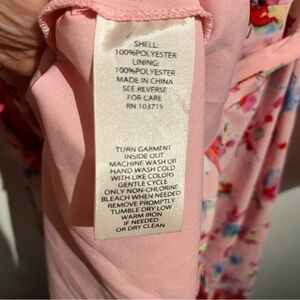 SHELL:
100%POLYESTER
LINING:
100%POLYESTER
MADE IN CHINA
SEE REVERSE
FOR CARE
RN 103715
TURN GARMENT
INSIDE OUT
MACHINE WASH OR
HAND WASH COLD
WITH LIKE COLORS
GENTLE CYCLE
ONLY NON-CHLORINE
BLEACH WHEN NEEDED
REMOVE PROMPTLY
TUMBLE DRY LOW
WARM IRON
IF NEEDED
OR DRY CLEAN